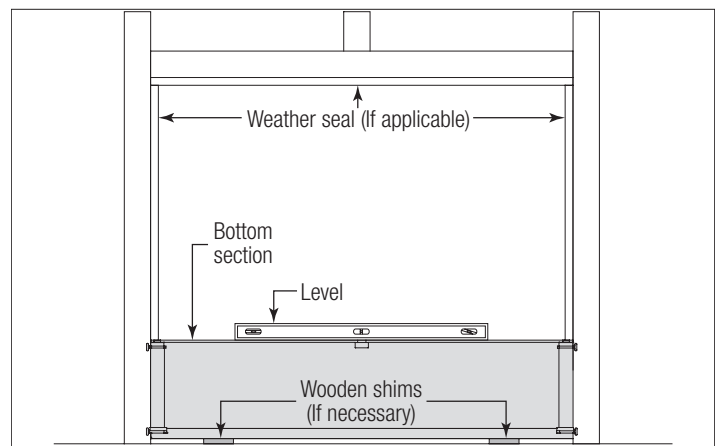 Weather seal (If applicable)
Bottom
section
Level
Wooden shims
(If necessary)